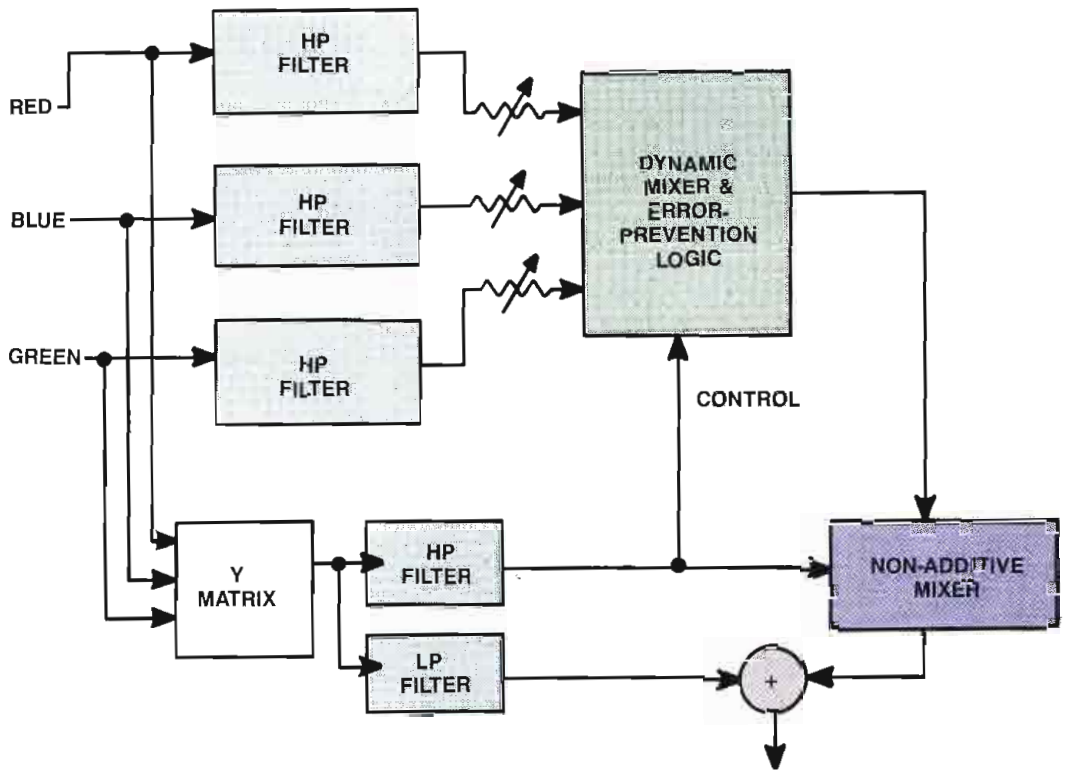 HP
FILTER
RED
DYNAMIC
MIXER &
ERROR-
PREVENTION
LOGIC
HP
FILTER
BLUE
GREEN
HP
FILTER
CONTROL
Y
MATRIX
HP
FILTER
NON-ADDITIVE
MIXER
LP
FILTER
+